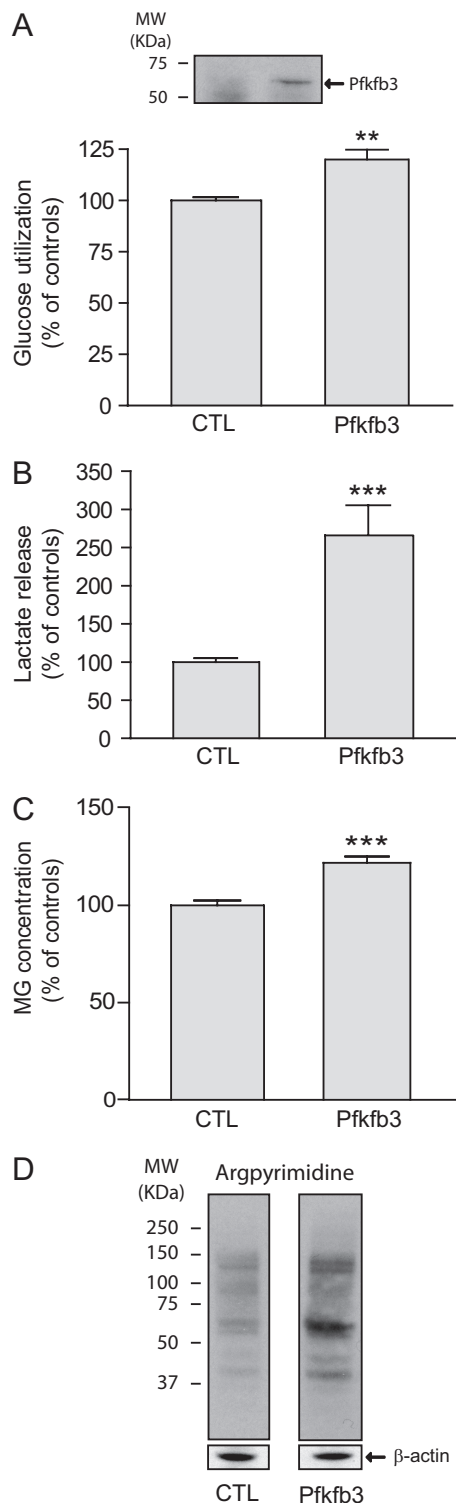 A
MW
(KDa)
75
50
Pfkfb3
Glucose utilization
(% of controls)
125
100
75
50
25
0
**
CTL
Pfkfb3
B
Lactate release
(% of controls)
350
300
250
200
150
100
50
0
***
CTL
Pfkfb3
C
MG concentration
(% of controls)
150
100
50
0
***
CTL
Pfkfb3
D
MW
(KDa)
Argpyrimidine
250
150
100
75
50
37
β-actin
CTL
Pfkfb3